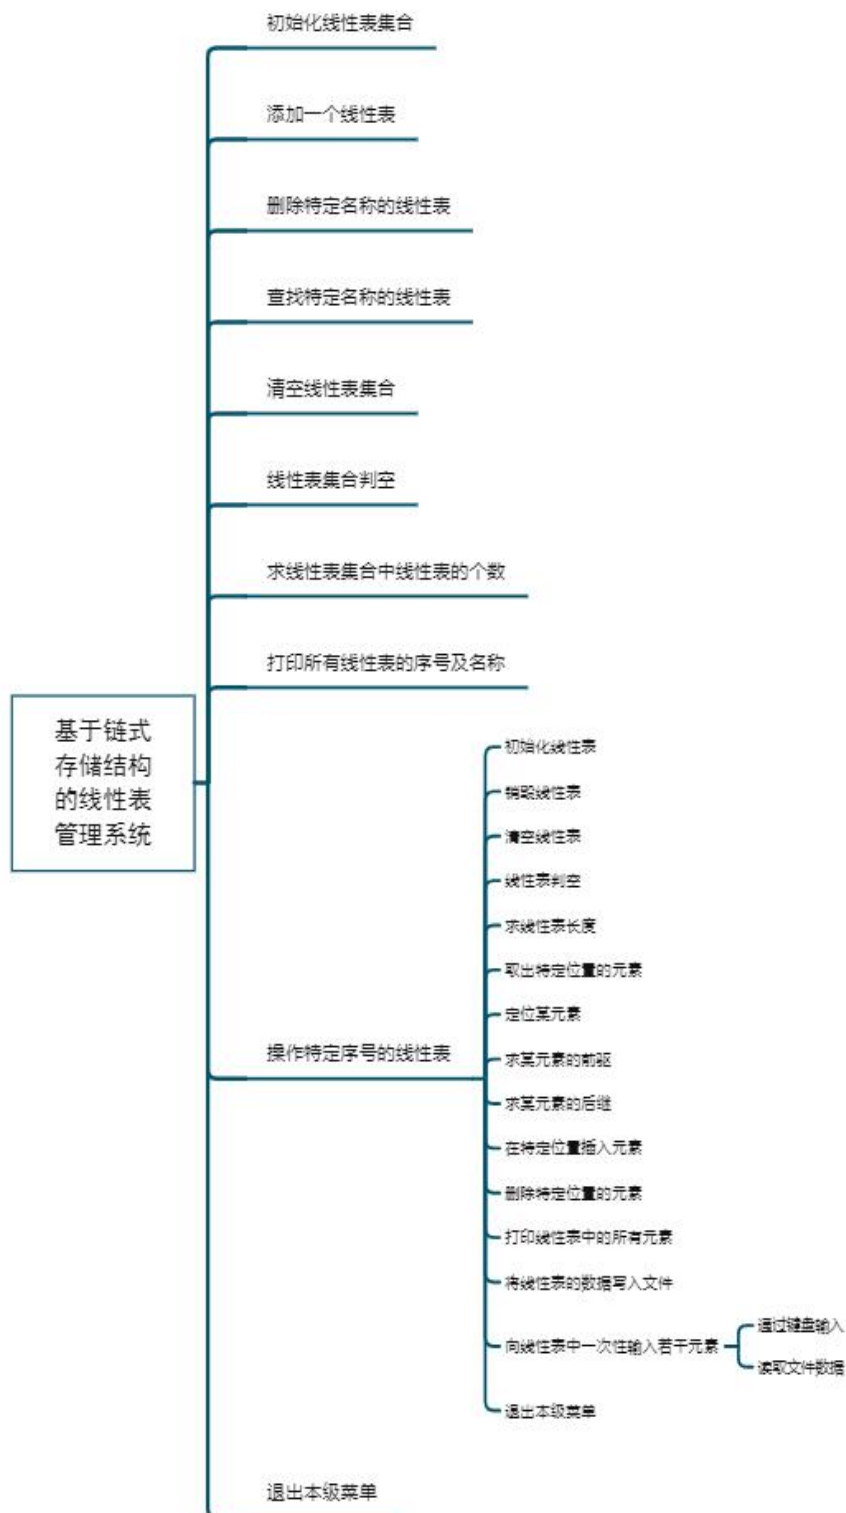 初始化线性表集合
添加一个线性表
删除特定名称的线性表
查找特定名称的线性表
清空线性表集合
线性表集合判空
求线性表集合中线性表的个数
打印所有线性表的序号及名称
基于链式
存储结构
的线性表
管理系统
初始化线性表
销毁线性表
清空线性表
线性表判空
求线性表长度
取出特定位置的元素
定位某元素
操作特定序号的线性表
求某元素的前驱
求某元素的后继
在特定位置插入元素
删除特定位置的元素
打印线性表中的所有元素
将线性表的数据写入文件
向线性表中一次性输入若干元素
通过键盘输入
读取文件数据
退出本级菜单
退出本级菜单